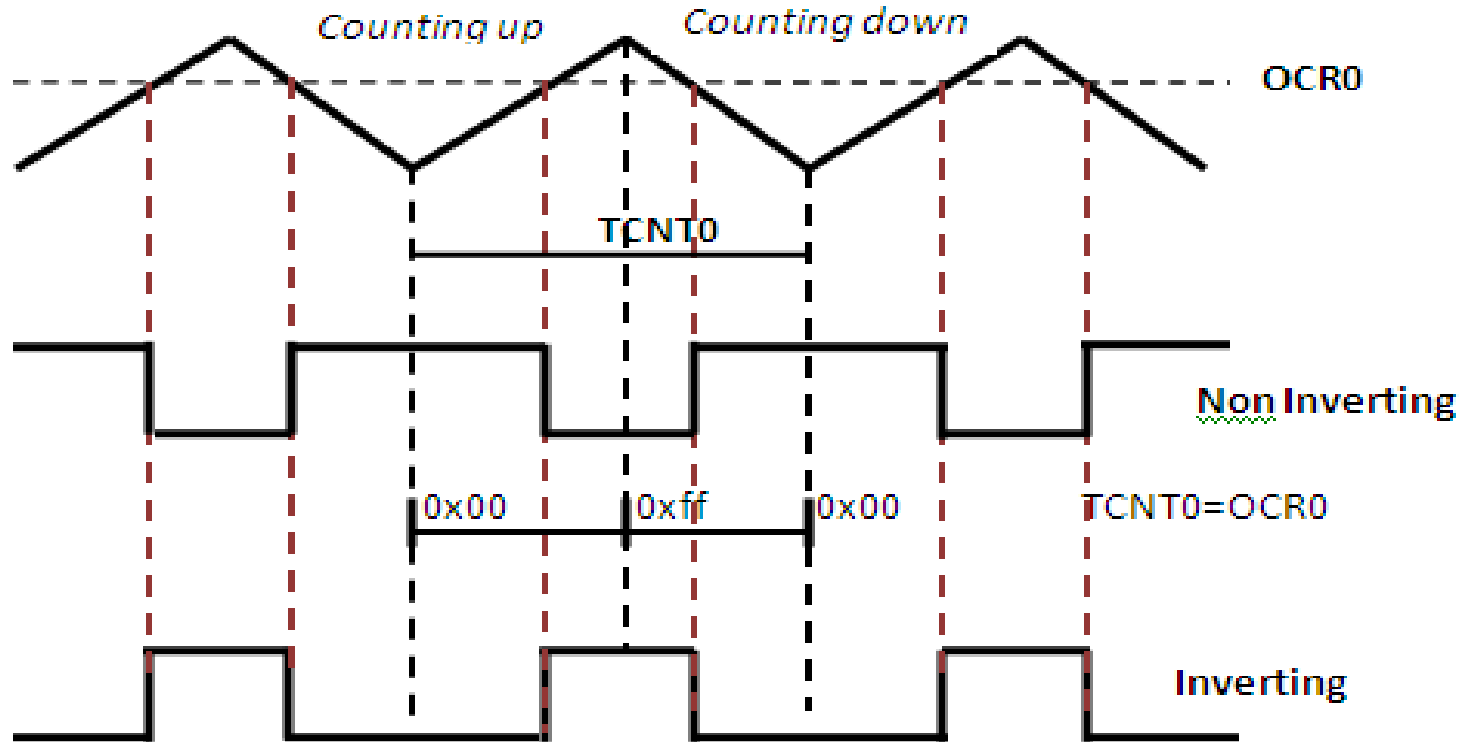 Counting up
Counting down
OCR0
TCNT0
Non Inverting
0x00
0xff
0x00
TCNT0=OCR0
Inverting